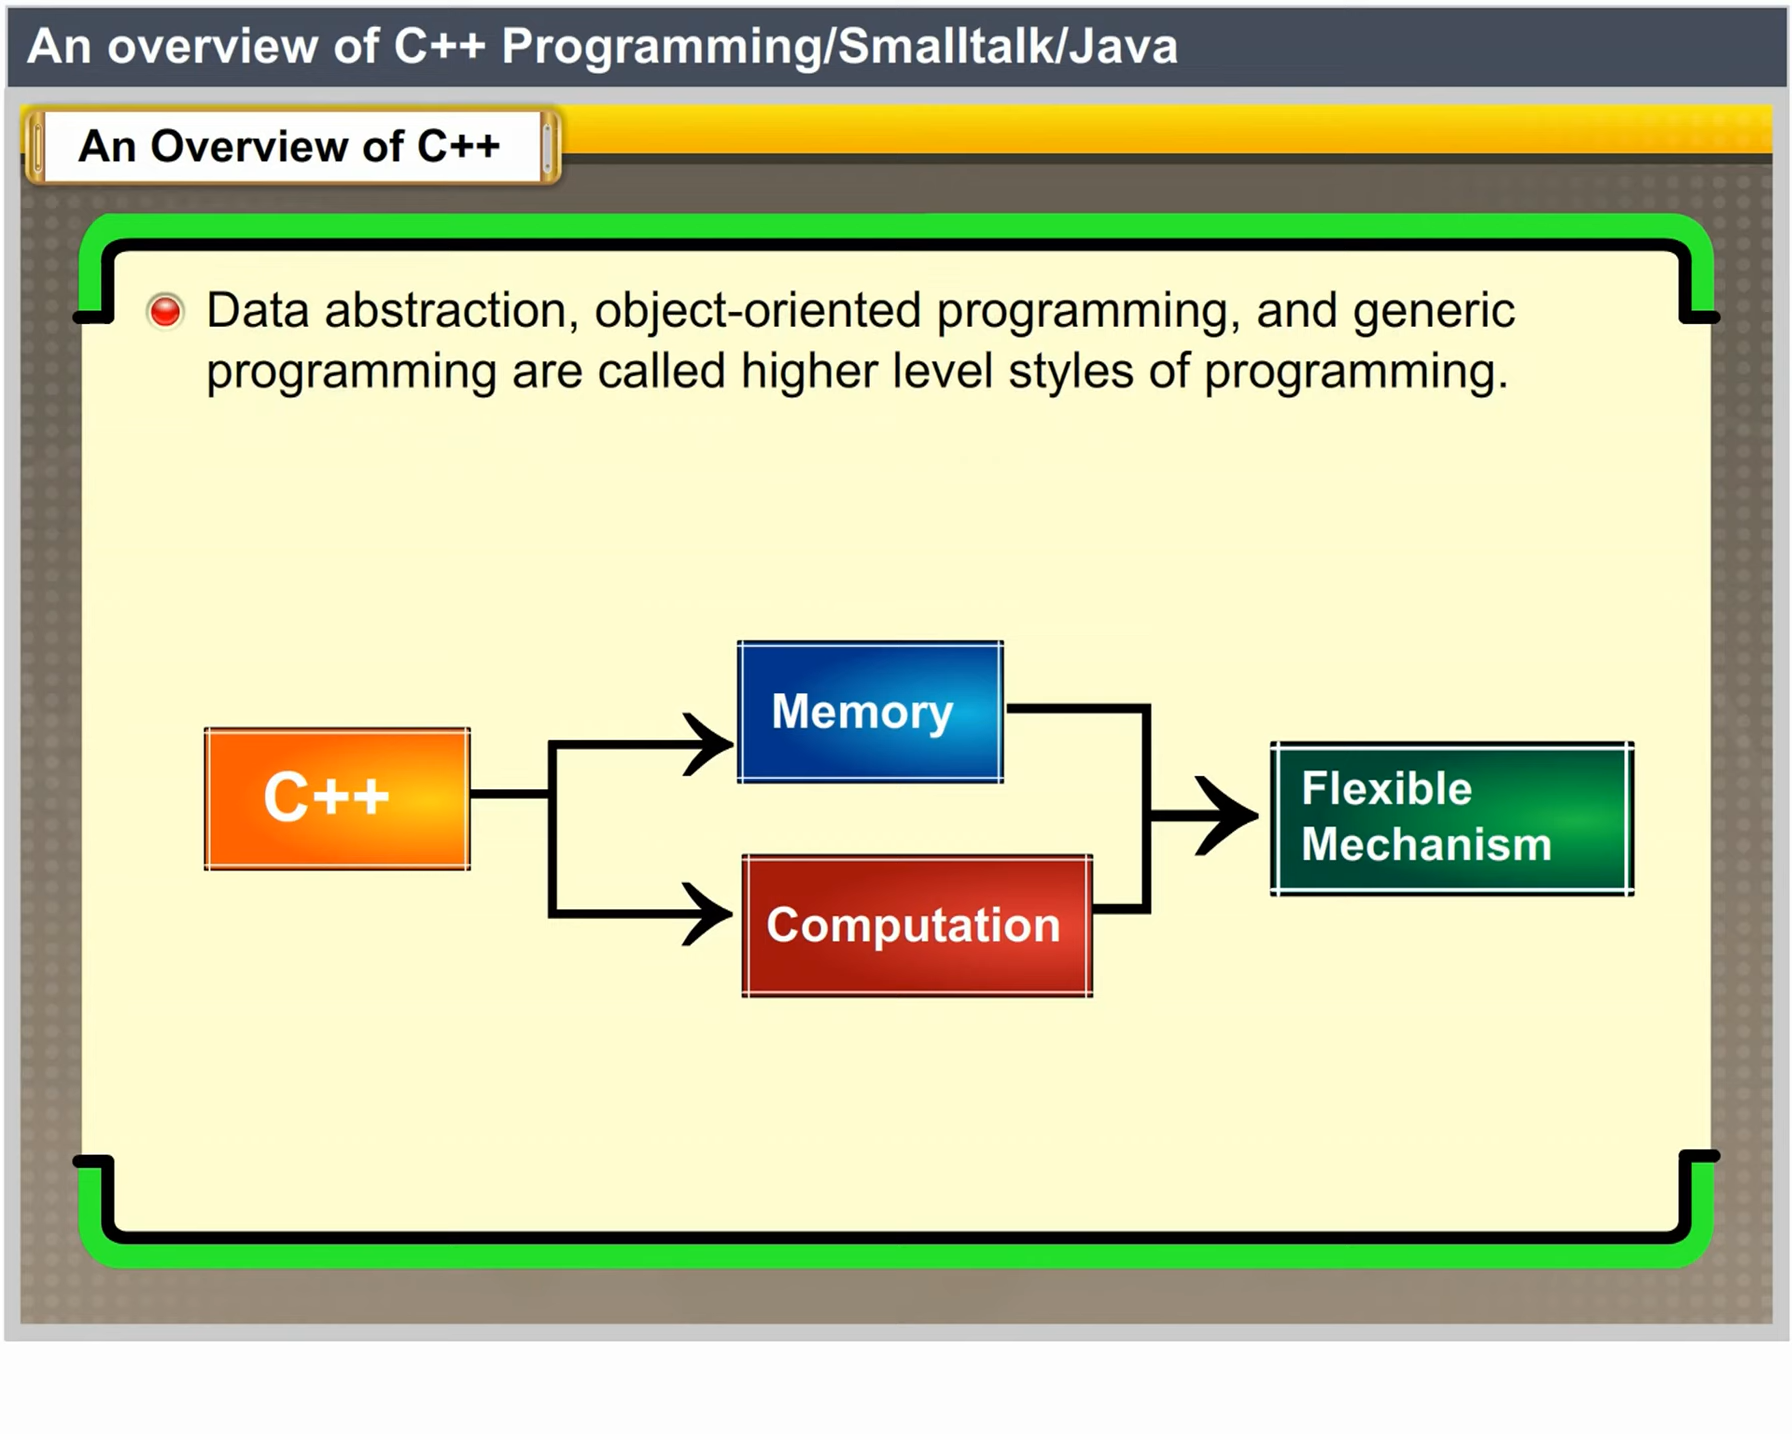 An overview of C++ Programming/Smalltalk/Java
An Overview of C++
Data abstraction, object-oriented programming, and generic
programming are called higher level styles of programming.
Memory
C++
Flexible
Mechanism
Computation